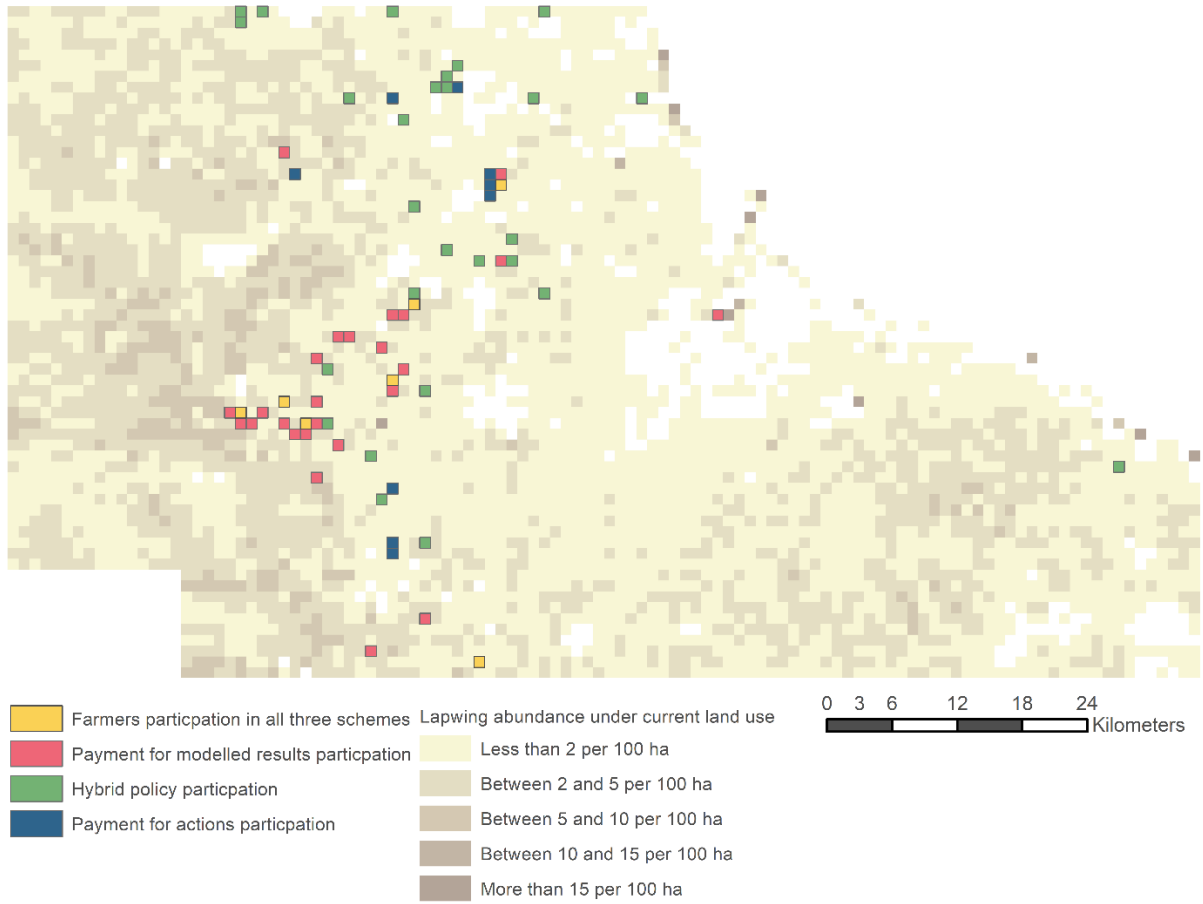 Farmers particpation in all three schemes
Payment for modelled results particpation
Hybrid policy particpation
Payment for actions particpation
Lapwing abundance under current land use
Less than 2 per 100 ha
Between 2 and 5 per 100 ha
Between 5 and 10 per 100 ha
Between 10 and 15 per 100 ha
More than 15 per 100 ha
0 3 6 12 18 24
Kilometers